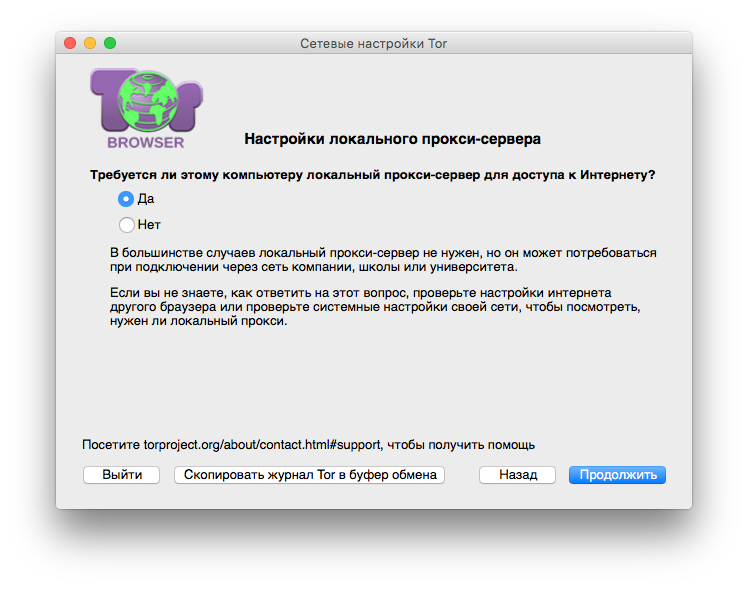 Сетевые настройки Tor
Tor
BROWSER
Настройки локального прокси-сервера
Требуется ли этому компьютеру локальный прокси-сервер для доступа к Интернету?
Да
Нет
В большинстве случаев локальный прокси-сервер не нужен, но он может потребоваться
при подключении через сеть компании, школы или университета.
Если вы не знаете, как ответить на этот вопрос, проверьте настройки интернета
другого браузера или проверьте системные настройки своей сети, чтобы посмотреть,
нужен ли локальный прокси.
Посетите torproject.org/about/contact.html#support, чтобы получить помощь
Выйти Скопировать журнал Tor в буфер обмена Назад Продолжить